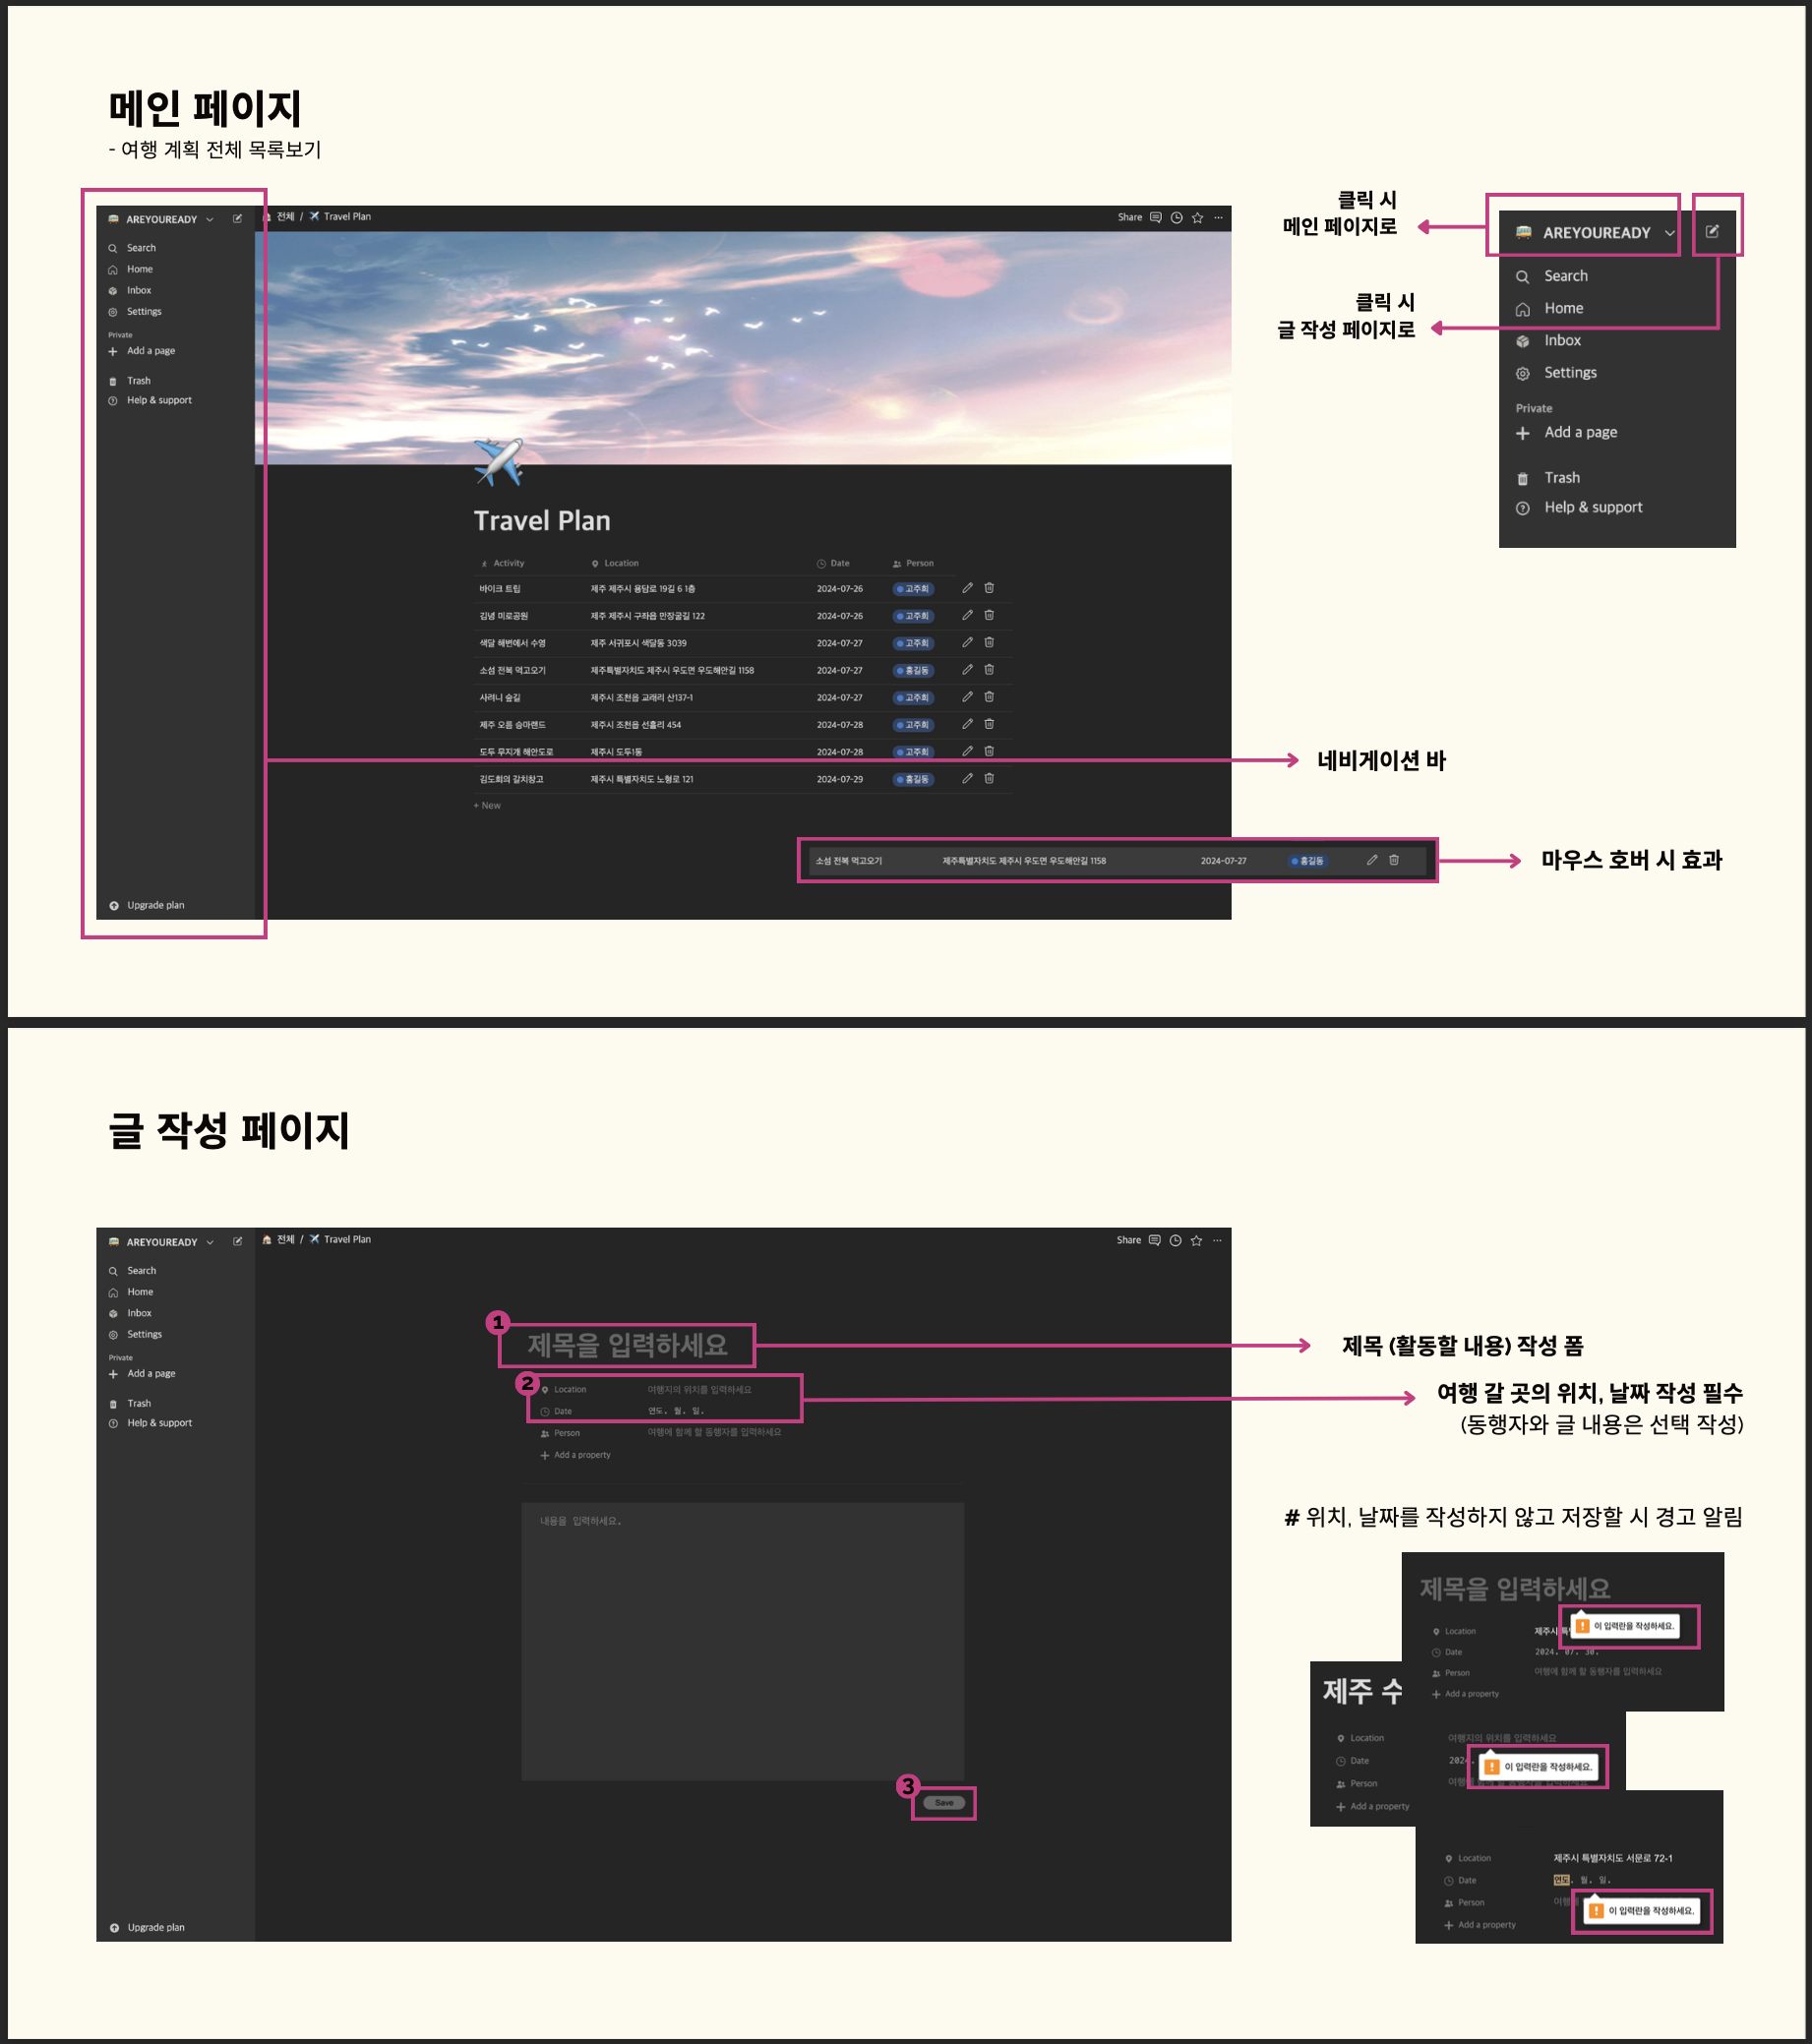 메인 페이지
- 여행 계획 전체 목록보기
AREYOUREADY
Search
Home
Inbox
Settings
Private
Add a page
Trash
Help & support
Upgrade plan
전체 / Travel Plan
Share
Travel Plan
Activity Location Date Person
바이크 트립 제주 제주시 용담로 19길 6 1층 2024-07-26 고주희
김녕 미로공원 제주 제주시 구좌읍 만장굴길 122 2024-07-26 고주희
색달 해변에서 수영 제주 서귀포시 색달동 3039 2024-07-27 고주희
소섬 전복 먹고오기 제주특별자치도 제주시 우도면 우도해안길 1158 2024-07-27 홍길동
사려니 숲길 제주시 조천읍 교래리 산137-1 2024-07-27 고주희
제주 오름 승마랜드 제주시 조천읍 선흘리 454 2024-07-28 고주희
도두 무지개 해안도로 제주시 도두1동 2024-07-28 고주희
김도희의 갈치창고 제주시 특별자치도 노형로 121 2024-07-29 홍길동
+ New
소섬 전복 먹고오기 제주특별자치도 제주시 우도면 우도해안길 1158 2024-07-27 홍길동
클릭 시
메인 페이지로
클릭 시
글 작성 페이지로
AREYOUREADY
Search
Home
Inbox
Settings
Private
Add a page
Trash
Help & support
네비게이션 바
마우스 호버 시 효과
글 작성 페이지
AREYOUREADY
Search
Home
Inbox
Settings
Private
Add a page
Trash
Help & support
Upgrade plan
전체 / Travel Plan
Share
1
제목을 입력하세요
2
Location 여행지의 위치를 입력하세요
Date 연도. 월. 일.
Person 여행에 함께 할 동행자를 입력하세요
Add a property
내용을 입력하세요.
3
Save
제목 (활동할 내용) 작성 폼
여행 갈 곳의 위치, 날짜 작성 필수
(동행자와 글 내용은 선택 작성)
# 위치, 날짜를 작성하지 않고 저장할 시 경고 알림
제목을 입력하세요
이 입력란을 작성하세요.
Location 제주시
Date 2024. 07. 30.
Person 여행에 함께 할 동행자를 입력하세요
Add a property
제주 수
Location 여행지의 위치를 입력하세요
Date 2024.
이 입력란을 작성하세요.
Person
Add a property
Location 제주시 특별자치도 서문로 72-1
Date 연도. 월. 일.
Person
이 입력란을 작성하세요.
Add a property